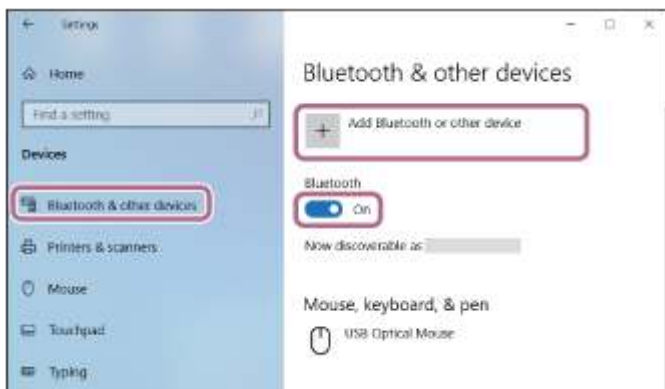 Settings
Home
Find a setting
Devices
Bluetooth & other devices
Printers & scanners
Mouse
Touchpad
Typing
Bluetooth & other devices
Add Bluetooth or other device
Bluetooth
On
Now discoverable as
Mouse, keyboard, & pen
USB Optical Mouse